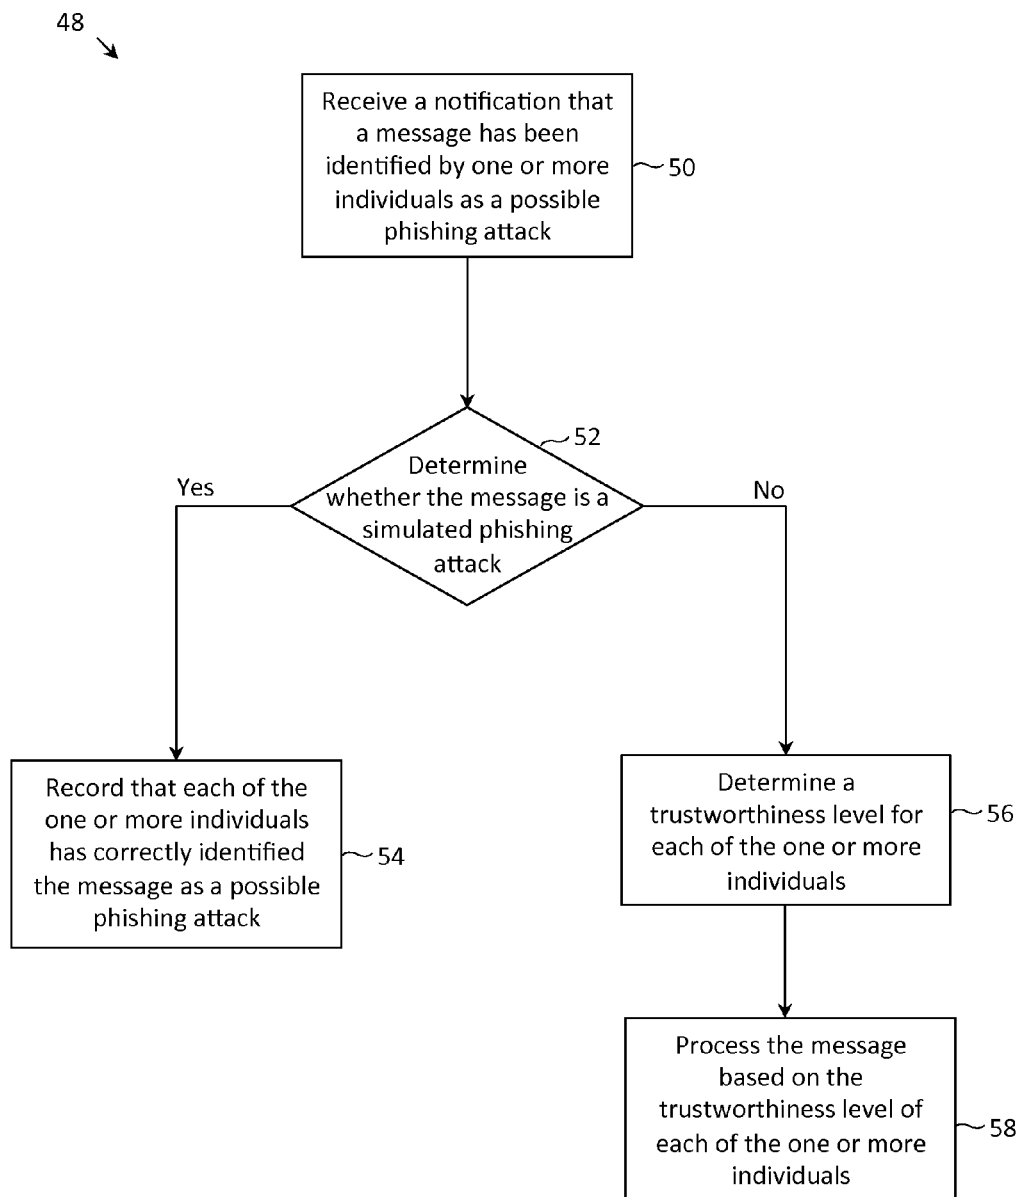 48
Receive a notification that
a message has been
identified by one or more
individuals as a possible
phishing attack
50
52
Determine
whether the message is a
simulated phishing
attack
Yes
No
Record that each of the
one or more individuals
has correctly identified
the message as a possible
phishing attack
54
Determine a
trustworthiness level for
each of the one or more
individuals
56
Process the message
based on the
trustworthiness level of
each of the one or more
individuals
58